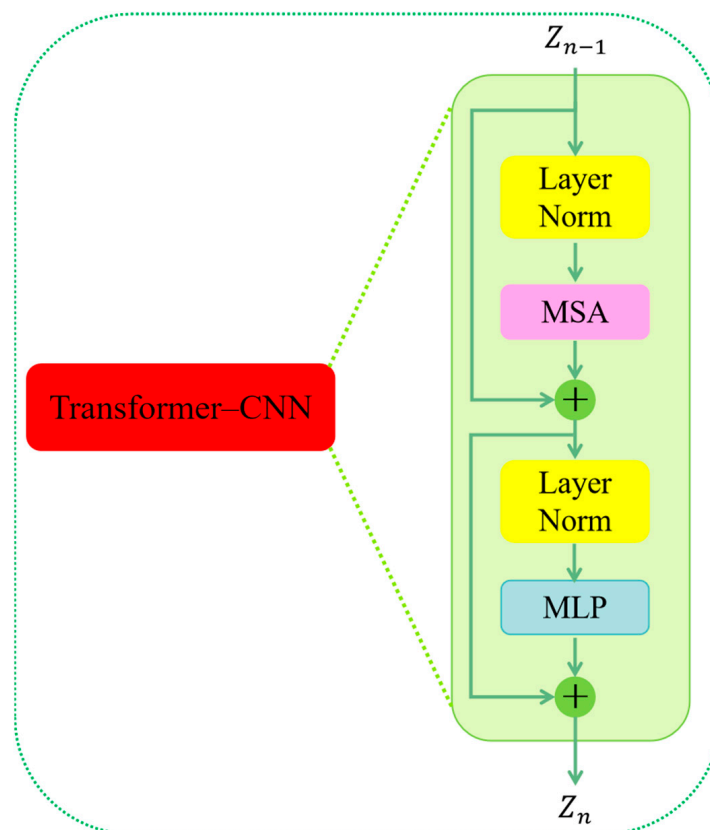 Z_{n-1}
Layer
Norm
MSA
+
Transformer–CNN
Layer
Norm
MLP
+
Z_n